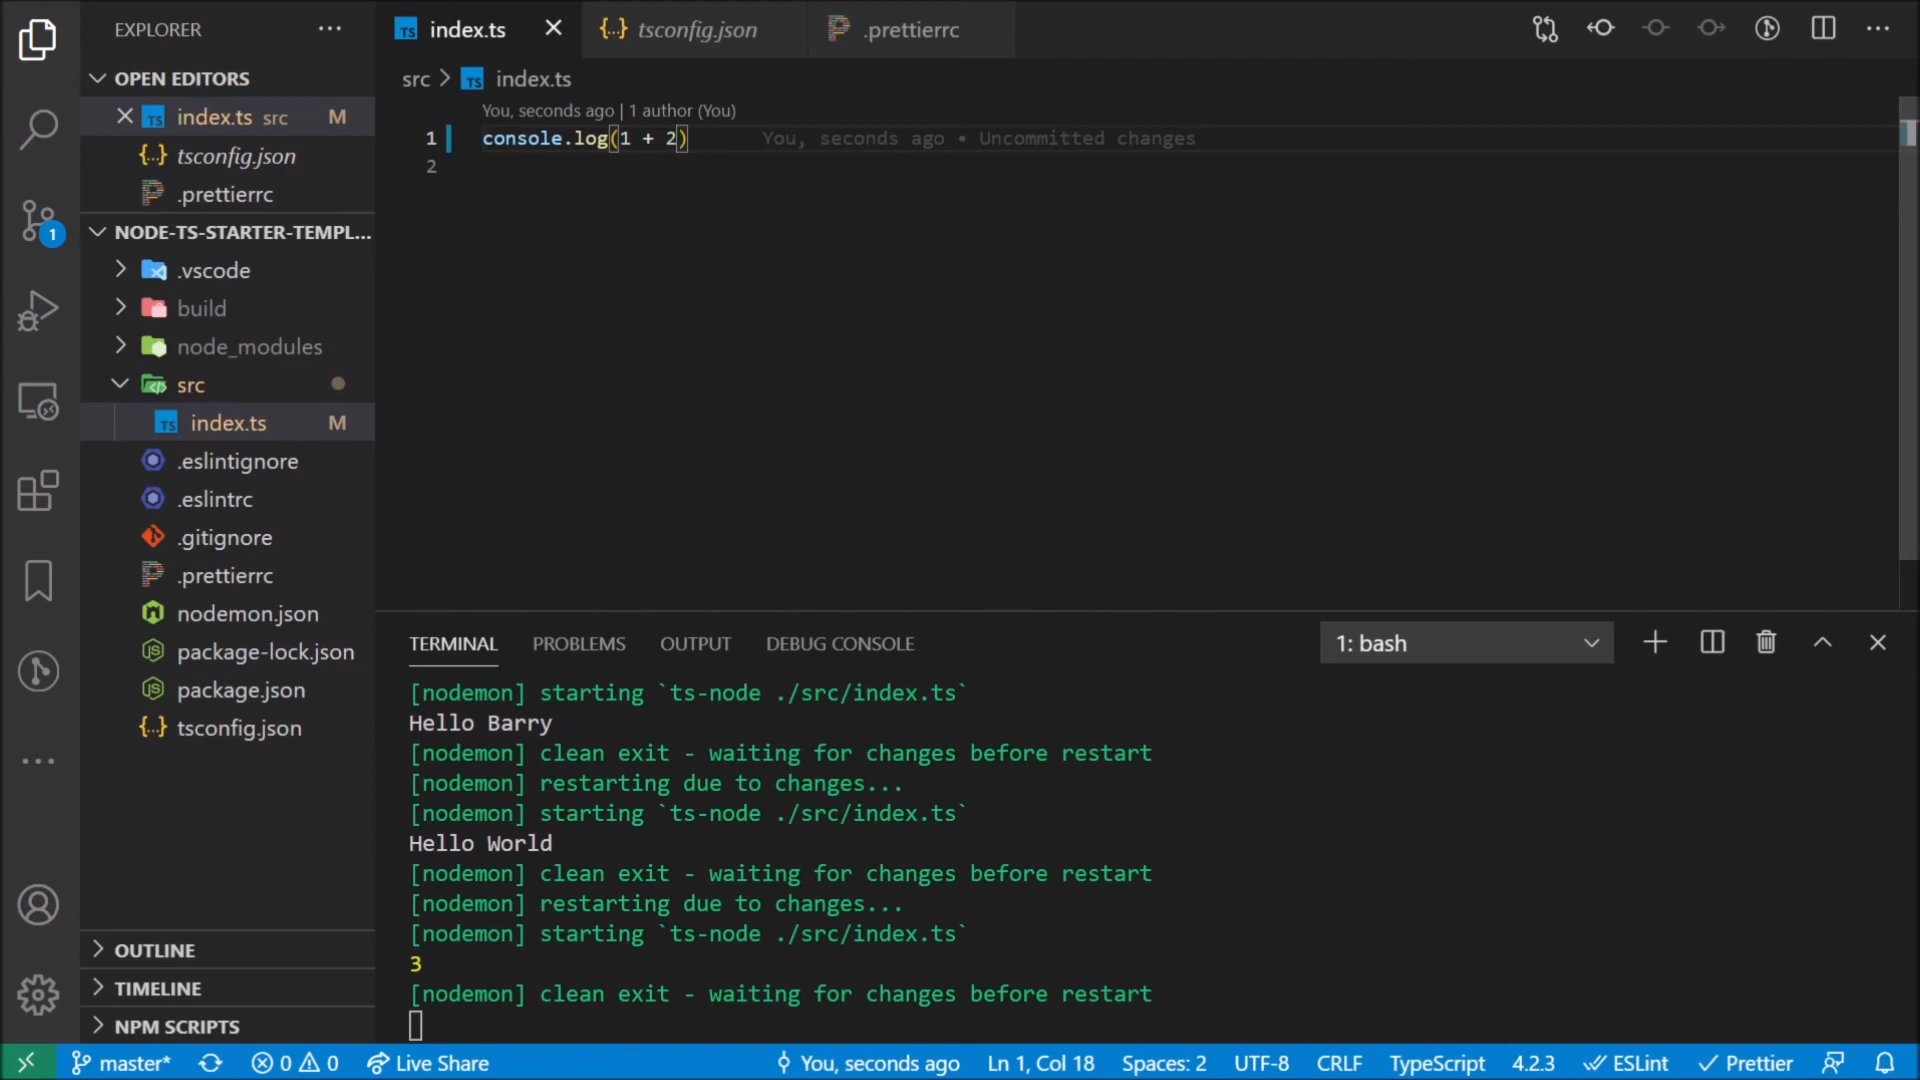 EXPLORER
OPEN EDITORS
index.ts src M
tsconfig.json
.prettierrc
NODE-TS-STARTER-TEMPL...
.vscode
build
node_modules
src
index.ts M
.eslintignore
.eslintrc
.gitignore
.prettierrc
nodemon.json
package-lock.json
package.json
tsconfig.json
OUTLINE
TIMELINE
NPM SCRIPTS
1
index.ts
tsconfig.json
.prettierrc
src > index.ts
You, seconds ago | 1 author (You)
1 console.log(1 + 2) You, seconds ago • Uncommitted changes
2
TERMINAL PROBLEMS OUTPUT DEBUG CONSOLE 1: bash
[nodemon] starting `ts-node ./src/index.ts`
Hello Barry
[nodemon] clean exit - waiting for changes before restart
[nodemon] restarting due to changes...
[nodemon] starting `ts-node ./src/index.ts`
Hello World
[nodemon] clean exit - waiting for changes before restart
[nodemon] restarting due to changes...
[nodemon] starting `ts-node ./src/index.ts`
3
[nodemon] clean exit - waiting for changes before restart
master* 0 0 Live Share You, seconds ago Ln 1, Col 18 Spaces: 2 UTF-8 CRLF TypeScript 4.2.3 ESLint Prettier